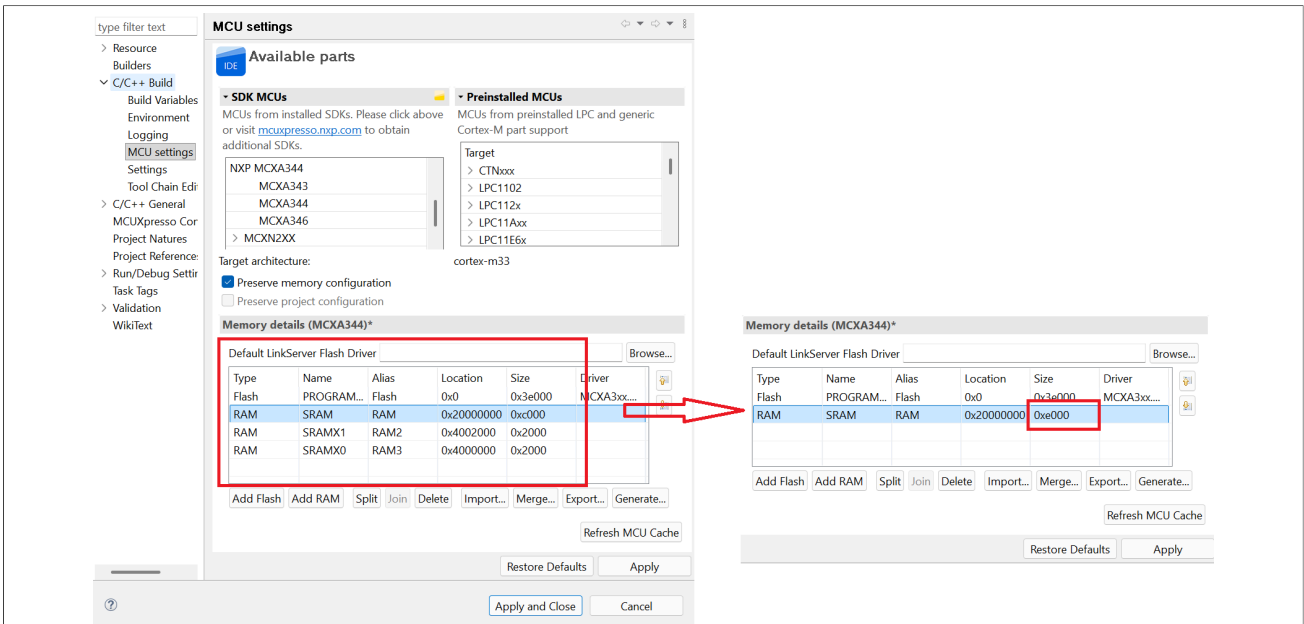 type filter text
Resource
Builders
C/C++ Build
Build Variables
Environment
Logging
MCU settings
Settings
Tool Chain Edi
C/C++ General
MCUXpresso Cor
Project Natures
Project References
Run/Debug Settin
Task Tags
Validation
WikiText
MCU settings
IDE
Available parts
SDK MCUs
MCUs from installed SDKs. Please click above
or visit mcuxpresso.nxp.com to obtain
additional SDKs.
NXP MCXA344
MCXA343
MCXA344
MCXA346
MCXN2XX
Preinstalled MCUs
MCUs from preinstalled LPC and generic
Cortex-M part support
Target
CTNxxx
LPC1102
LPC112x
LPC11Axx
LPC11E6x
Target architecture: cortex-m33
Preserve memory configuration
Preserve project configuration
Memory details (MCXA344)*
Default LinkServer Flash Driver Browse...
Type Name Alias Location Size Driver
Flash PROGRAM... Flash 0x0 0x3e000 MCXA3xx....
RAM SRAM RAM 0x20000000 0xc000
RAM SRAMX1 RAM2 0x4002000 0x2000
RAM SRAMX0 RAM3 0x4000000 0x2000
Add Flash Add RAM Split Join Delete Import... Merge... Export... Generate...
Refresh MCU Cache
Restore Defaults Apply
? Apply and Close Cancel
Memory details (MCXA344)*
Default LinkServer Flash Driver Browse...
Type Name Alias Location Size Driver
Flash PROGRAM... Flash 0x0 0x3e000 MCXA3xx....
RAM SRAM RAM 0x20000000 0xe000
Add Flash Add RAM Split Join Delete Import... Merge... Export... Generate...
Refresh MCU Cache
Restore Defaults Apply